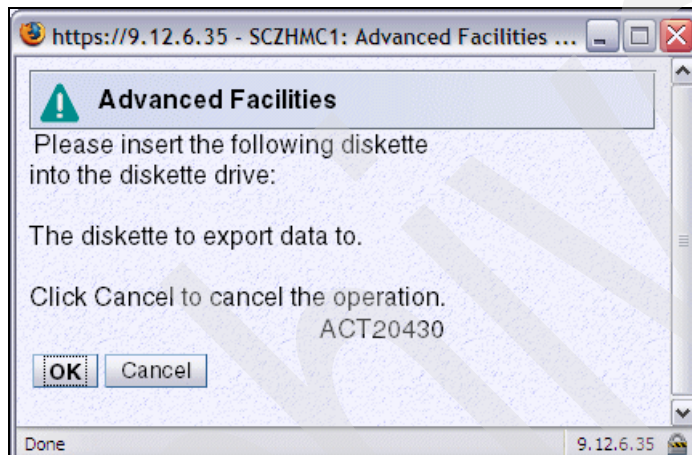 https://9.12.6.35 - SCZHMC1: Advanced Facilities ...
Advanced Facilities
Please insert the following diskette
into the diskette drive:
The diskette to export data to.
Click Cancel to cancel the operation.
ACT20430
OK Cancel
Done 9.12.6.35